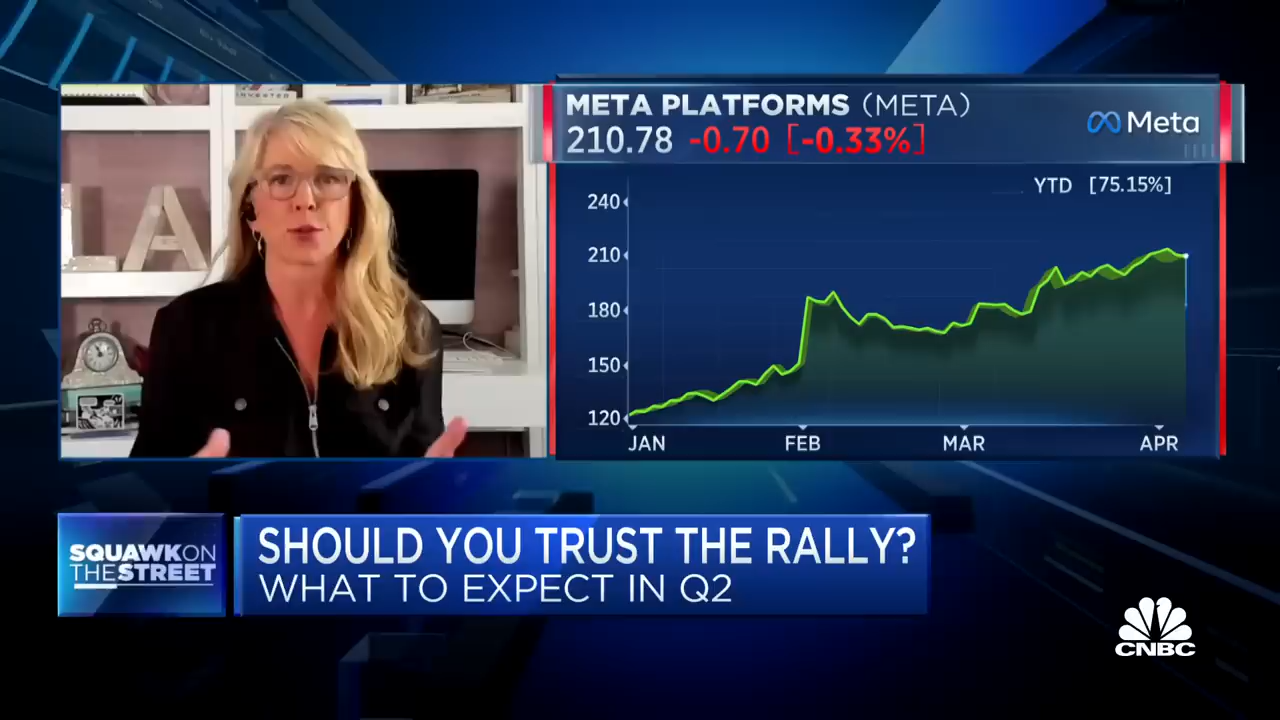 INVESTED
A
META PLATFORMS (META)
210.78 -0.70 [-0.33%]
Meta
YTD [75.15%]
240
210
180
150
120
JAN FEB MAR APR
SQUAWK ON
THE STREET
SHOULD YOU TRUST THE RALLY?
WHAT TO EXPECT IN Q2
CNBC